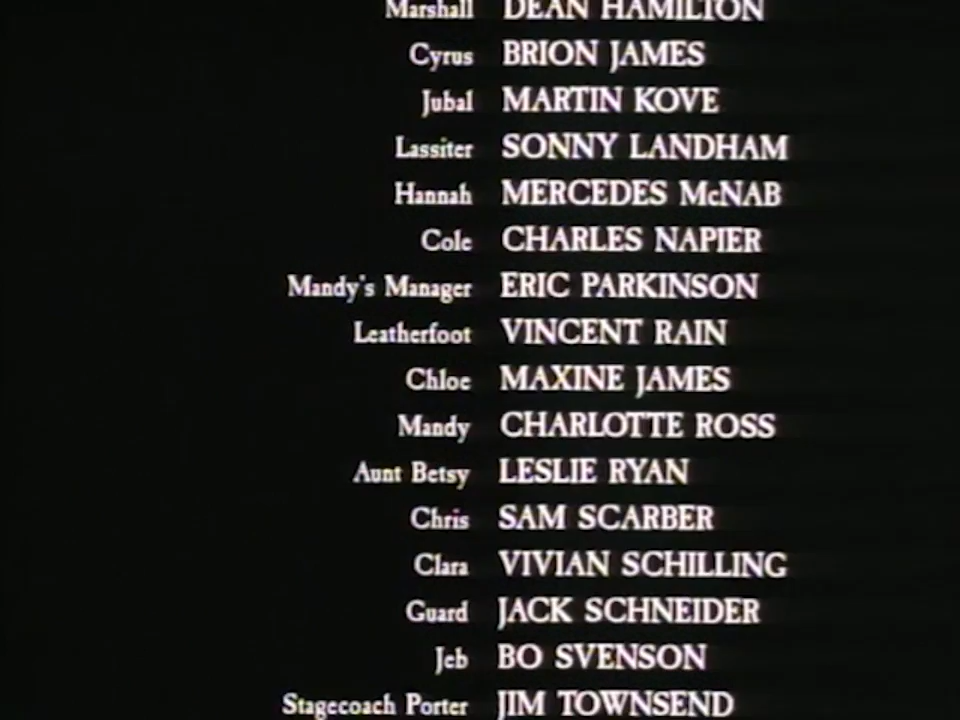 Marshall DEAN HAMILTON
Cyrus BRION JAMES
Jubal MARTIN KOVE
Lassiter SONNY LANDHAM
Hannah MERCEDES McNAB
Cole CHARLES NAPIER
Mandy's Manager ERIC PARKINSON
Leatherfoot VINCENT RAIN
Chloe MAXINE JAMES
Mandy CHARLOTTE ROSS
Aunt Betsy LESLIE RYAN
Chris SAM SCARBER
Clara VIVIAN SCHILLING
Guard JACK SCHNEIDER
Jeb BO SVENSON
Stagecoach Porter JIM TOWNSEND